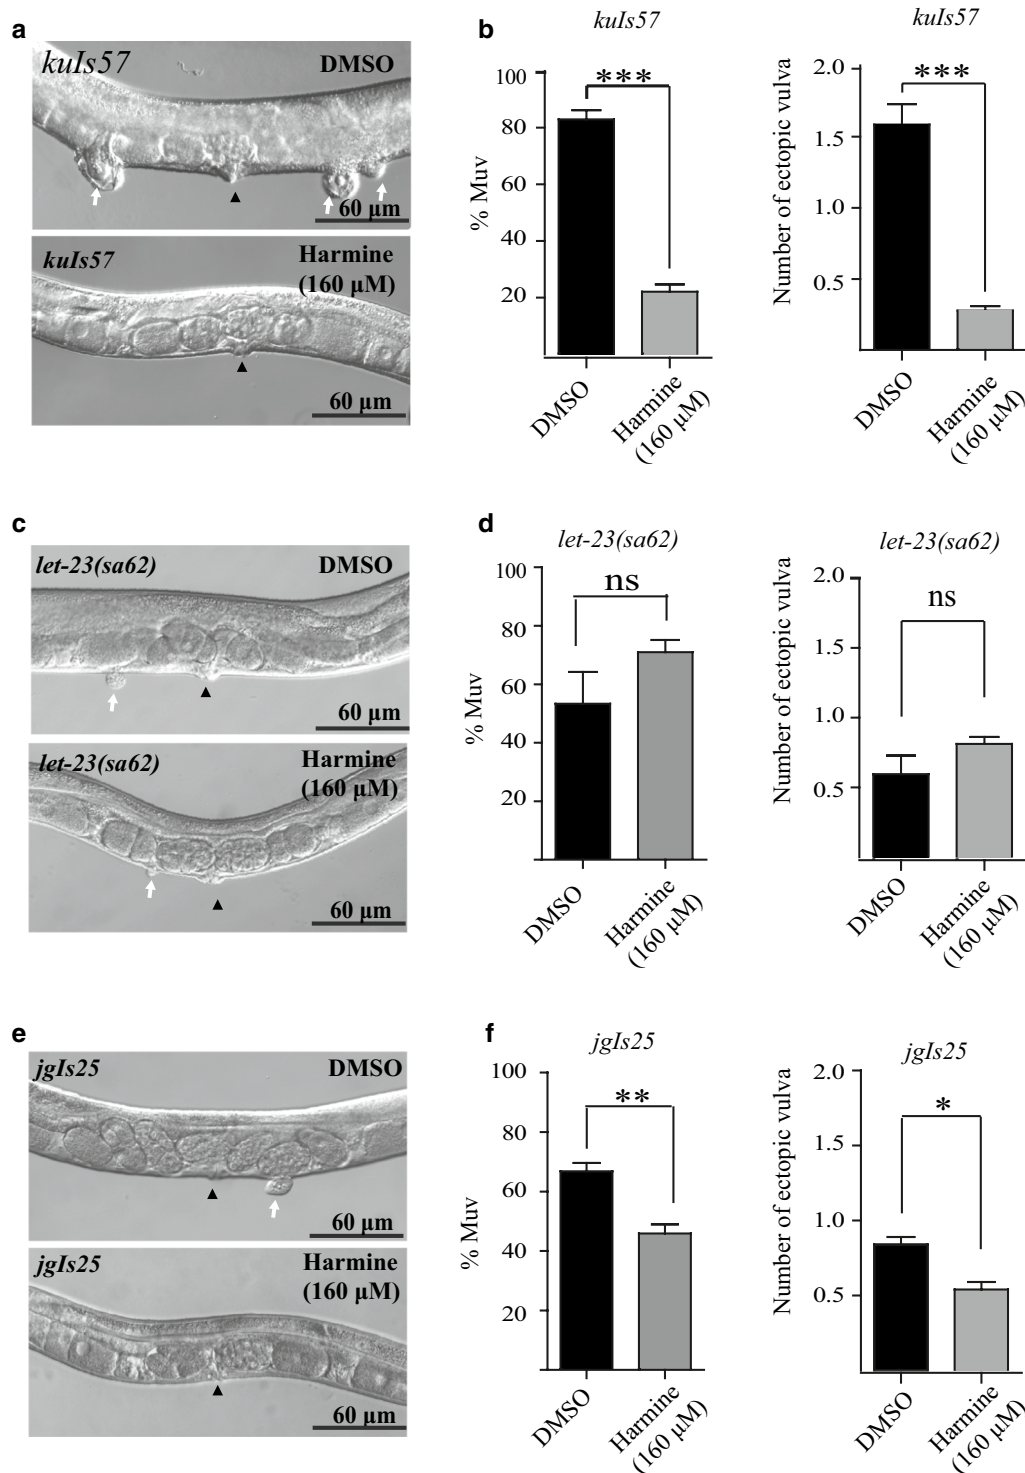 a
kuIs57
DMSO
60 μm
kuIs57
Harmine
(160 μM)
60 μm
b
kuIs57
% Muv
100
80
60
40
20
***
DMSO
Harmine
(160 μM)
kuIs57
Number of ectopic vulva
2.0
1.5
1.0
0.5
***
DMSO
Harmine
(160 μM)
c
let-23(sa62)
DMSO
60 μm
let-23(sa62)
Harmine
(160 μM)
60 μm
d
let-23(sa62)
% Muv
100
80
60
40
20
ns
DMSO
Harmine
(160 μM)
let-23(sa62)
Number of ectopic vulva
2.0
1.5
1.0
0.5
ns
DMSO
Harmine
(160 μM)
e
jgIs25
DMSO
60 μm
jgIs25
Harmine
(160 μM)
60 μm
f
jgIs25
% Muv
100
80
60
40
20
**
DMSO
Harmine
(160 μM)
jgIs25
Number of ectopic vulva
2.0
1.5
1.0
0.5
*
DMSO
Harmine
(160 μM)